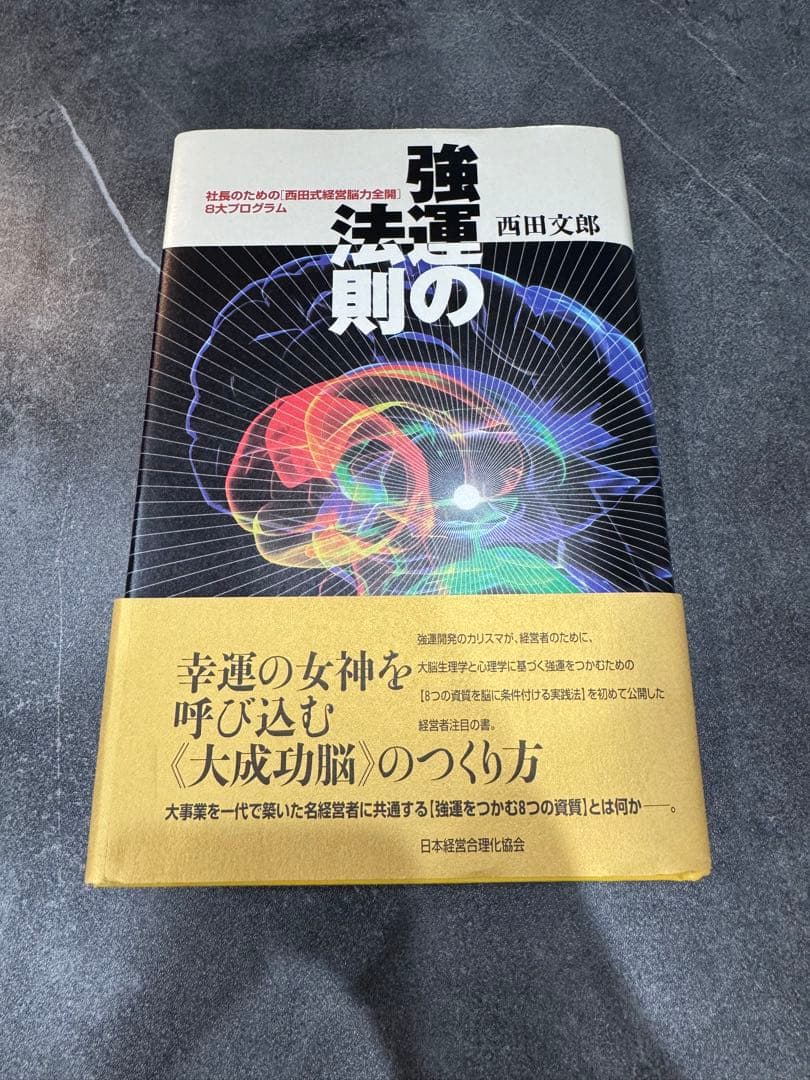 社長のための[西田式経営脳力全開]
8大プログラム
強運の
法則
西田文郎
幸運の女神を
呼び込む
《大成功脳》のつくり方
強運開発のカリスマが、経営者のために、
大脳生理学と心理学に基づく強運をつかむための
【8つの資質を脳に条件付ける実践法】を初めて公開した
経営者注目の書。
大事業を一代で築いた名経営者に共通する【強運をつかむ8つの資質】とは何か――。
日本経営合理化協会